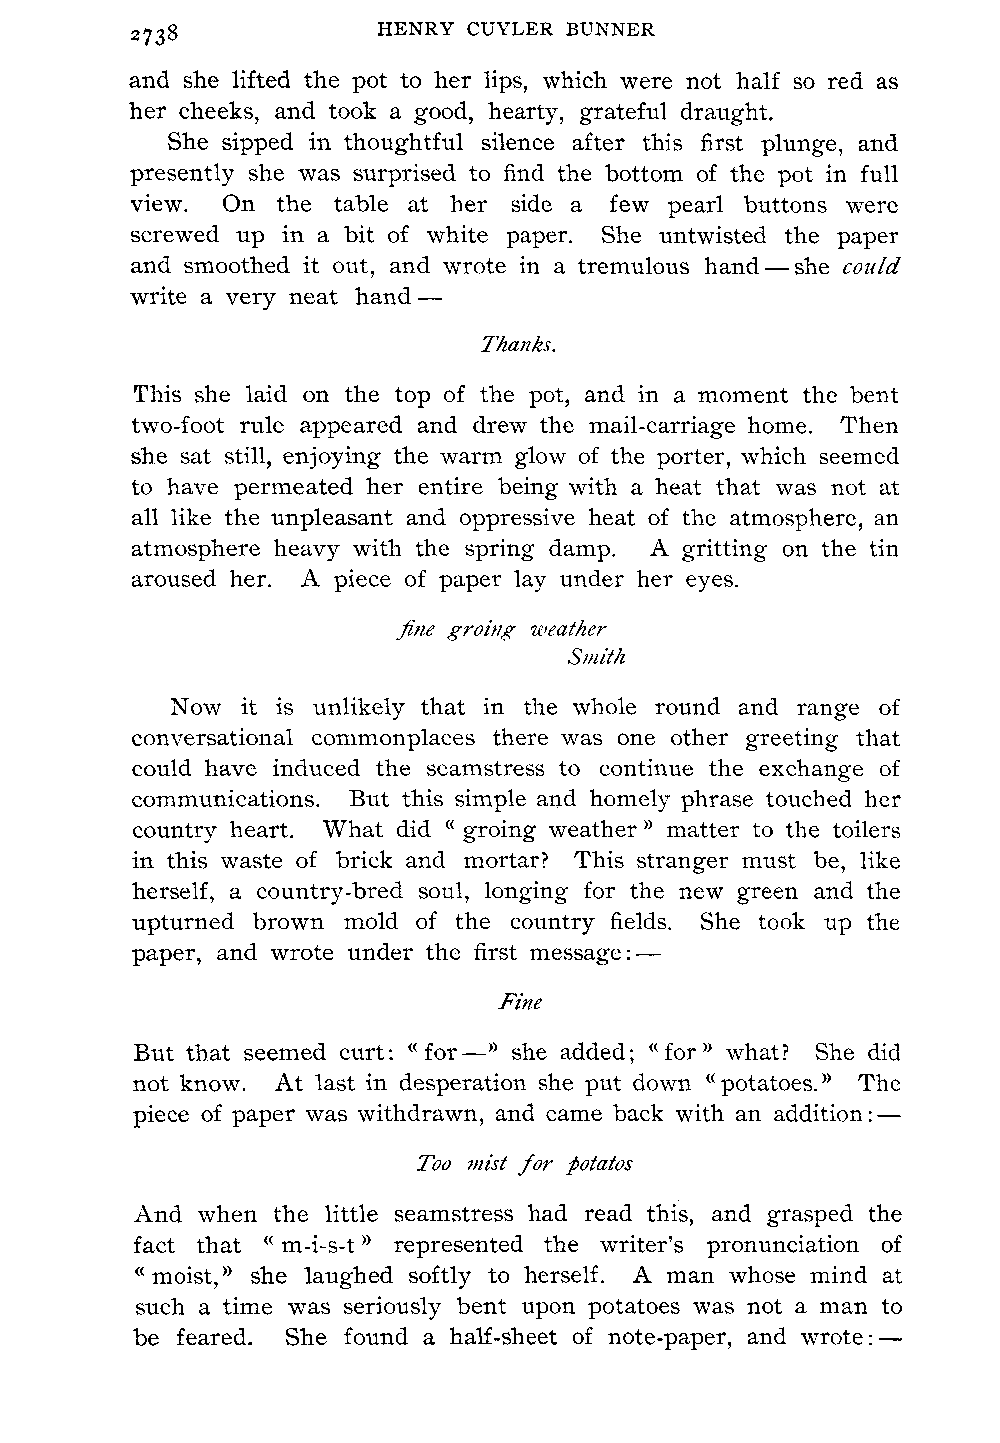 2738 HENRY CUYLER BUNNER
and she lifted the pot to her lips, which were not half so red as
her cheeks, and took a good, hearty, grateful draught.
She sipped in thoughtful silence after this first plunge, and
presently she was surprised to find the bottom of the pot in full
view. On the table at her side a few pearl buttons were
screwed up in a bit of white paper. She untwisted the paper
and smoothed it out, and wrote in a tremulous hand — she could
write a very neat hand —
Thanks.
This she laid on the top of the pot, and in a moment the bent
two-foot rule appeared and drew the mail-carriage home. Then
she sat still, enjoying the warm glow of the porter, which seemed
to have permeated her entire being with a heat that was not at
all like the unpleasant and oppressive heat of the atmosphere, an
atmosphere heavy with the spring damp. A gritting on the tin
aroused her. A piece of paper lay under her eyes.
fine groing weather
Smith
Now it is unlikely that in the whole round and range of
conversational commonplaces there was one other greeting that
could have induced the seamstress to continue the exchange of
communications. But this simple and homely phrase touched her
country heart. What did « groing weather » matter to the toilers
in this waste of brick and mortar? This stranger must be, like
herself, a country-bred soul, longing for the new green and the
upturned brown mold of the country fields. She took up the
paper, and wrote under the first message: —
Fine
But that seemed curt: « for — » she added; « for » what? She did
not know. At last in desperation she put down « potatoes. » The
piece of paper was withdrawn, and came back with an addition: —
Too mist for potatos
And when the little seamstress had read this, and grasped the
fact that « m-i-s-t » represented the writer's pronunciation of
« moist, » she laughed softly to herself. A man whose mind at
such a time was seriously bent upon potatoes was not a man to
be feared. She found a half-sheet of note-paper, and wrote: —